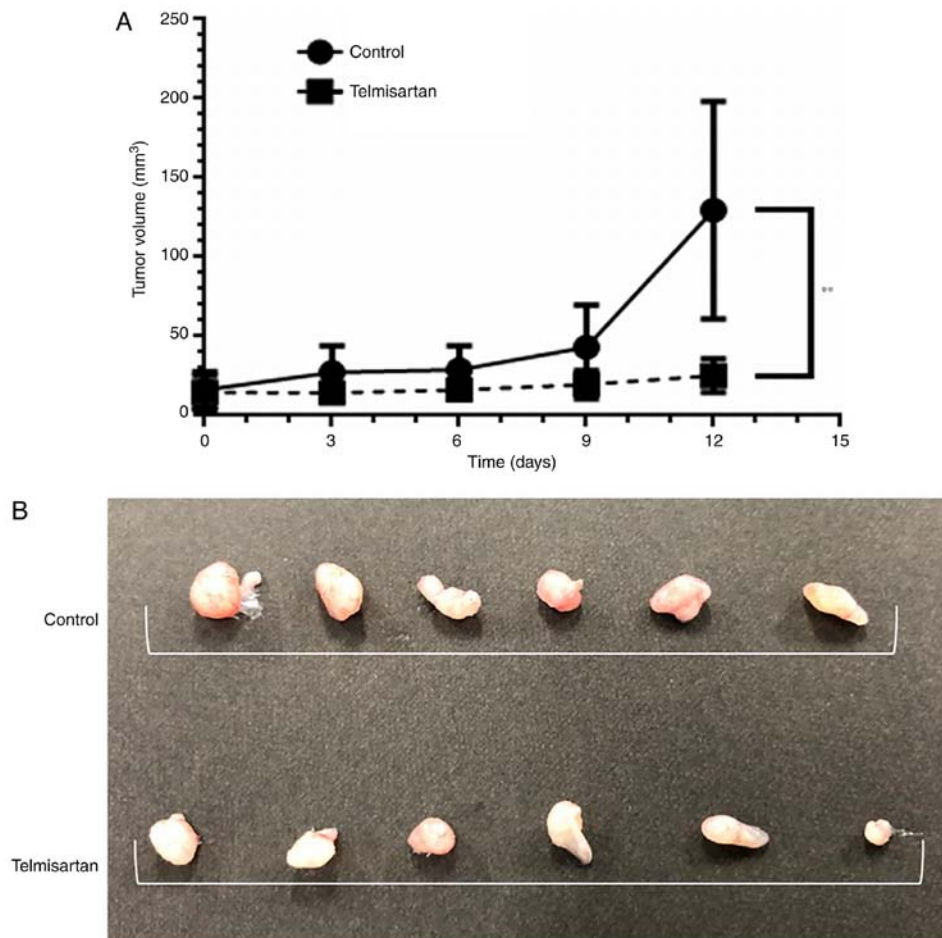 A
250
200
150
100
50
0
Tumor volume (mm³)
Control
Telmisartan
**
0 3 6 9 12 15
Time (days)
B
Control
Telmisartan